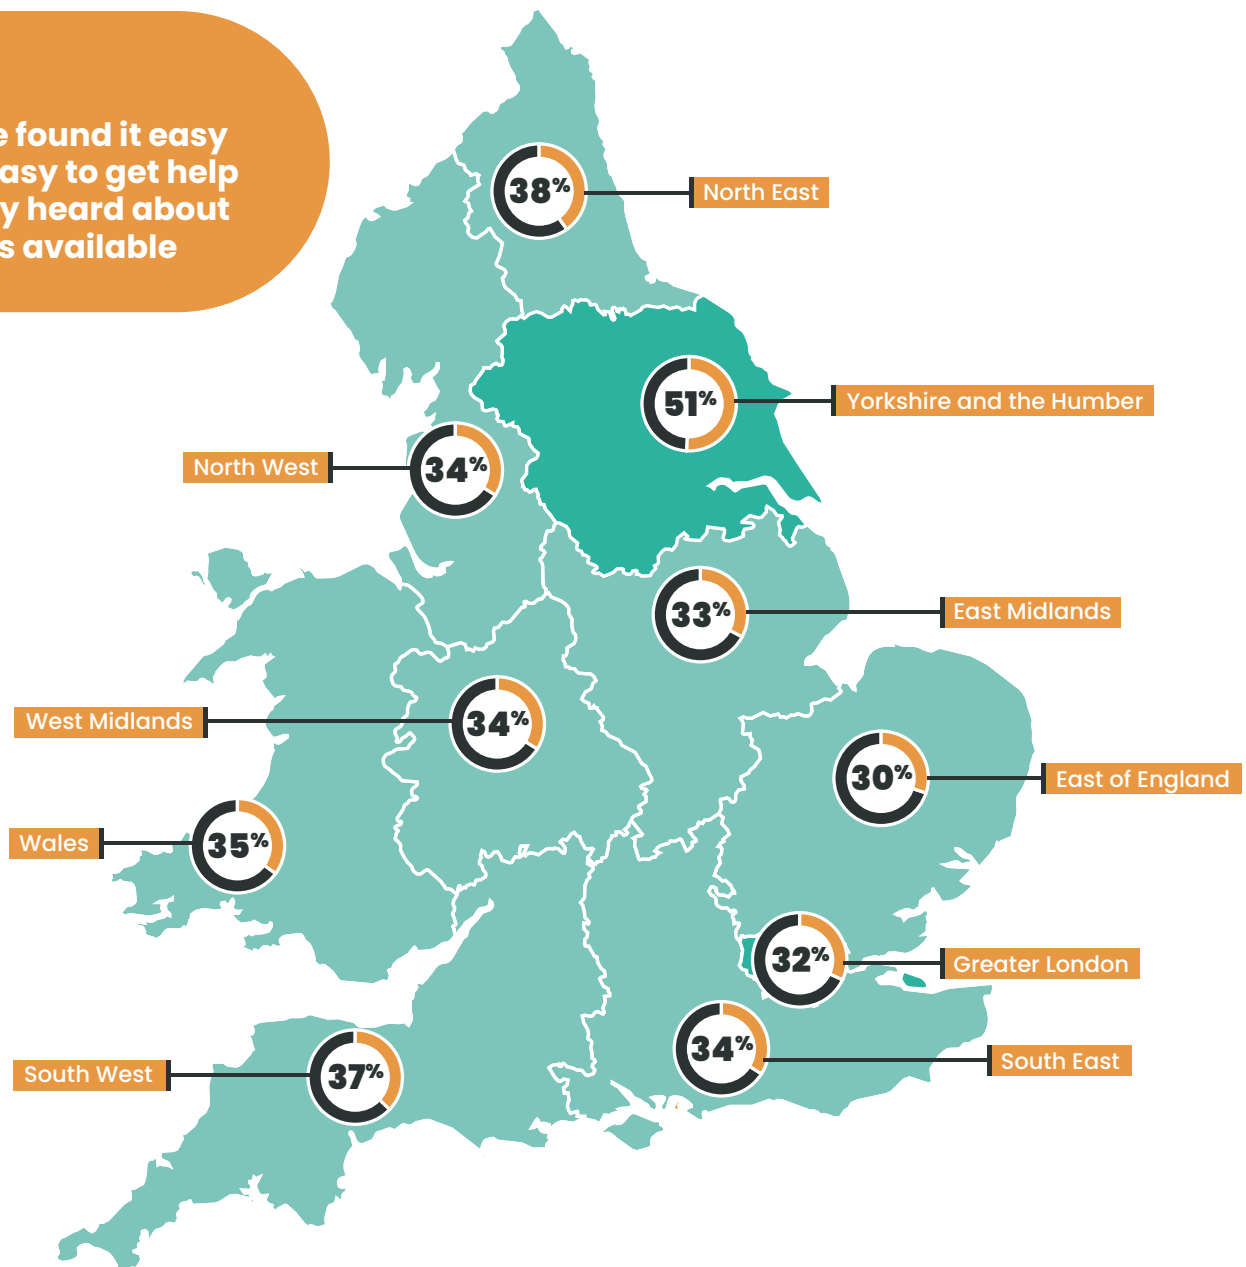 found it easy
to get help
heard about
available
38%
North East
51%
Yorkshire and the Humber
North West
34%
33%
East Midlands
West Midlands
34%
30%
East of England
Wales
35%
32%
Greater London
34%
South East
South West
37%